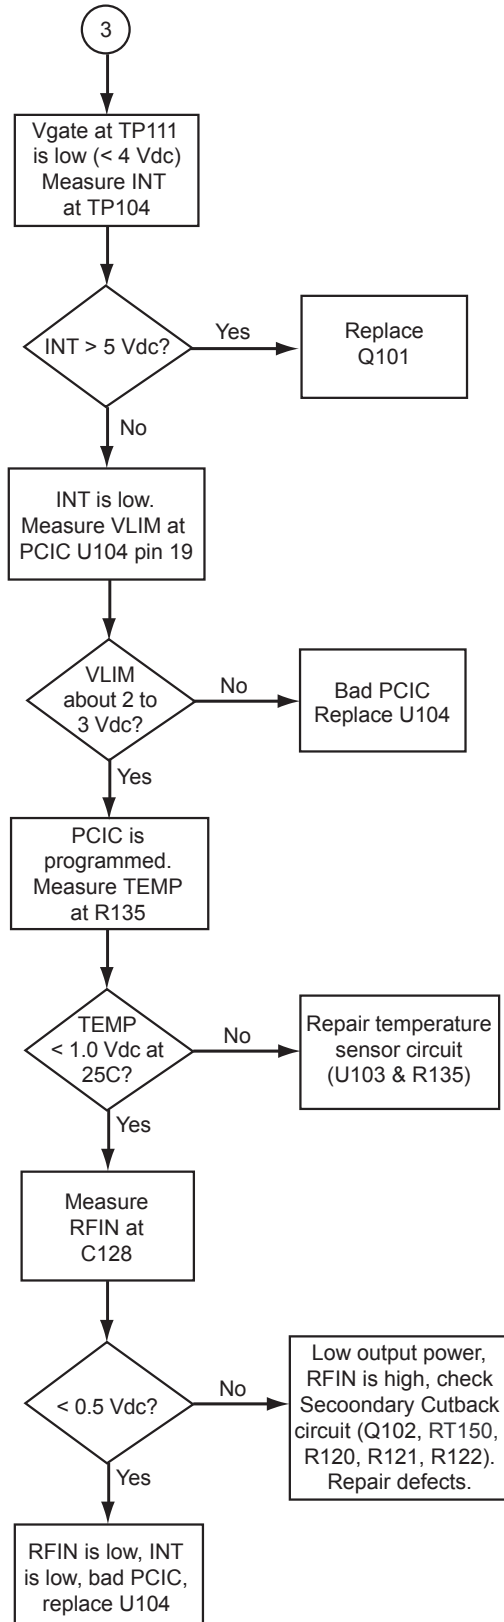 3
Vgate at TP111
is low (< 4 Vdc)
Measure INT
at TP104
INT > 5 Vdc?
Yes
Replace
Q101
No
INT is low.
Measure VLIM at
PCIC U104 pin 19
VLIM
about 2 to
3 Vdc?
No
Bad PCIC
Replace U104
Yes
PCIC is
programmed.
Measure TEMP
at R135
TEMP
< 1.0 Vdc at
25C?
No
Repair temperature
sensor circuit
(U103 & R135)
Yes
Measure
RFIN at
C128
< 0.5 Vdc?
No
Low output power,
RFIN is high, check
Secoondary Cutback
circuit (Q102, RT150,
R120, R121, R122).
Repair defects.
Yes
RFIN is low, INT
is low, bad PCIC,
replace U104